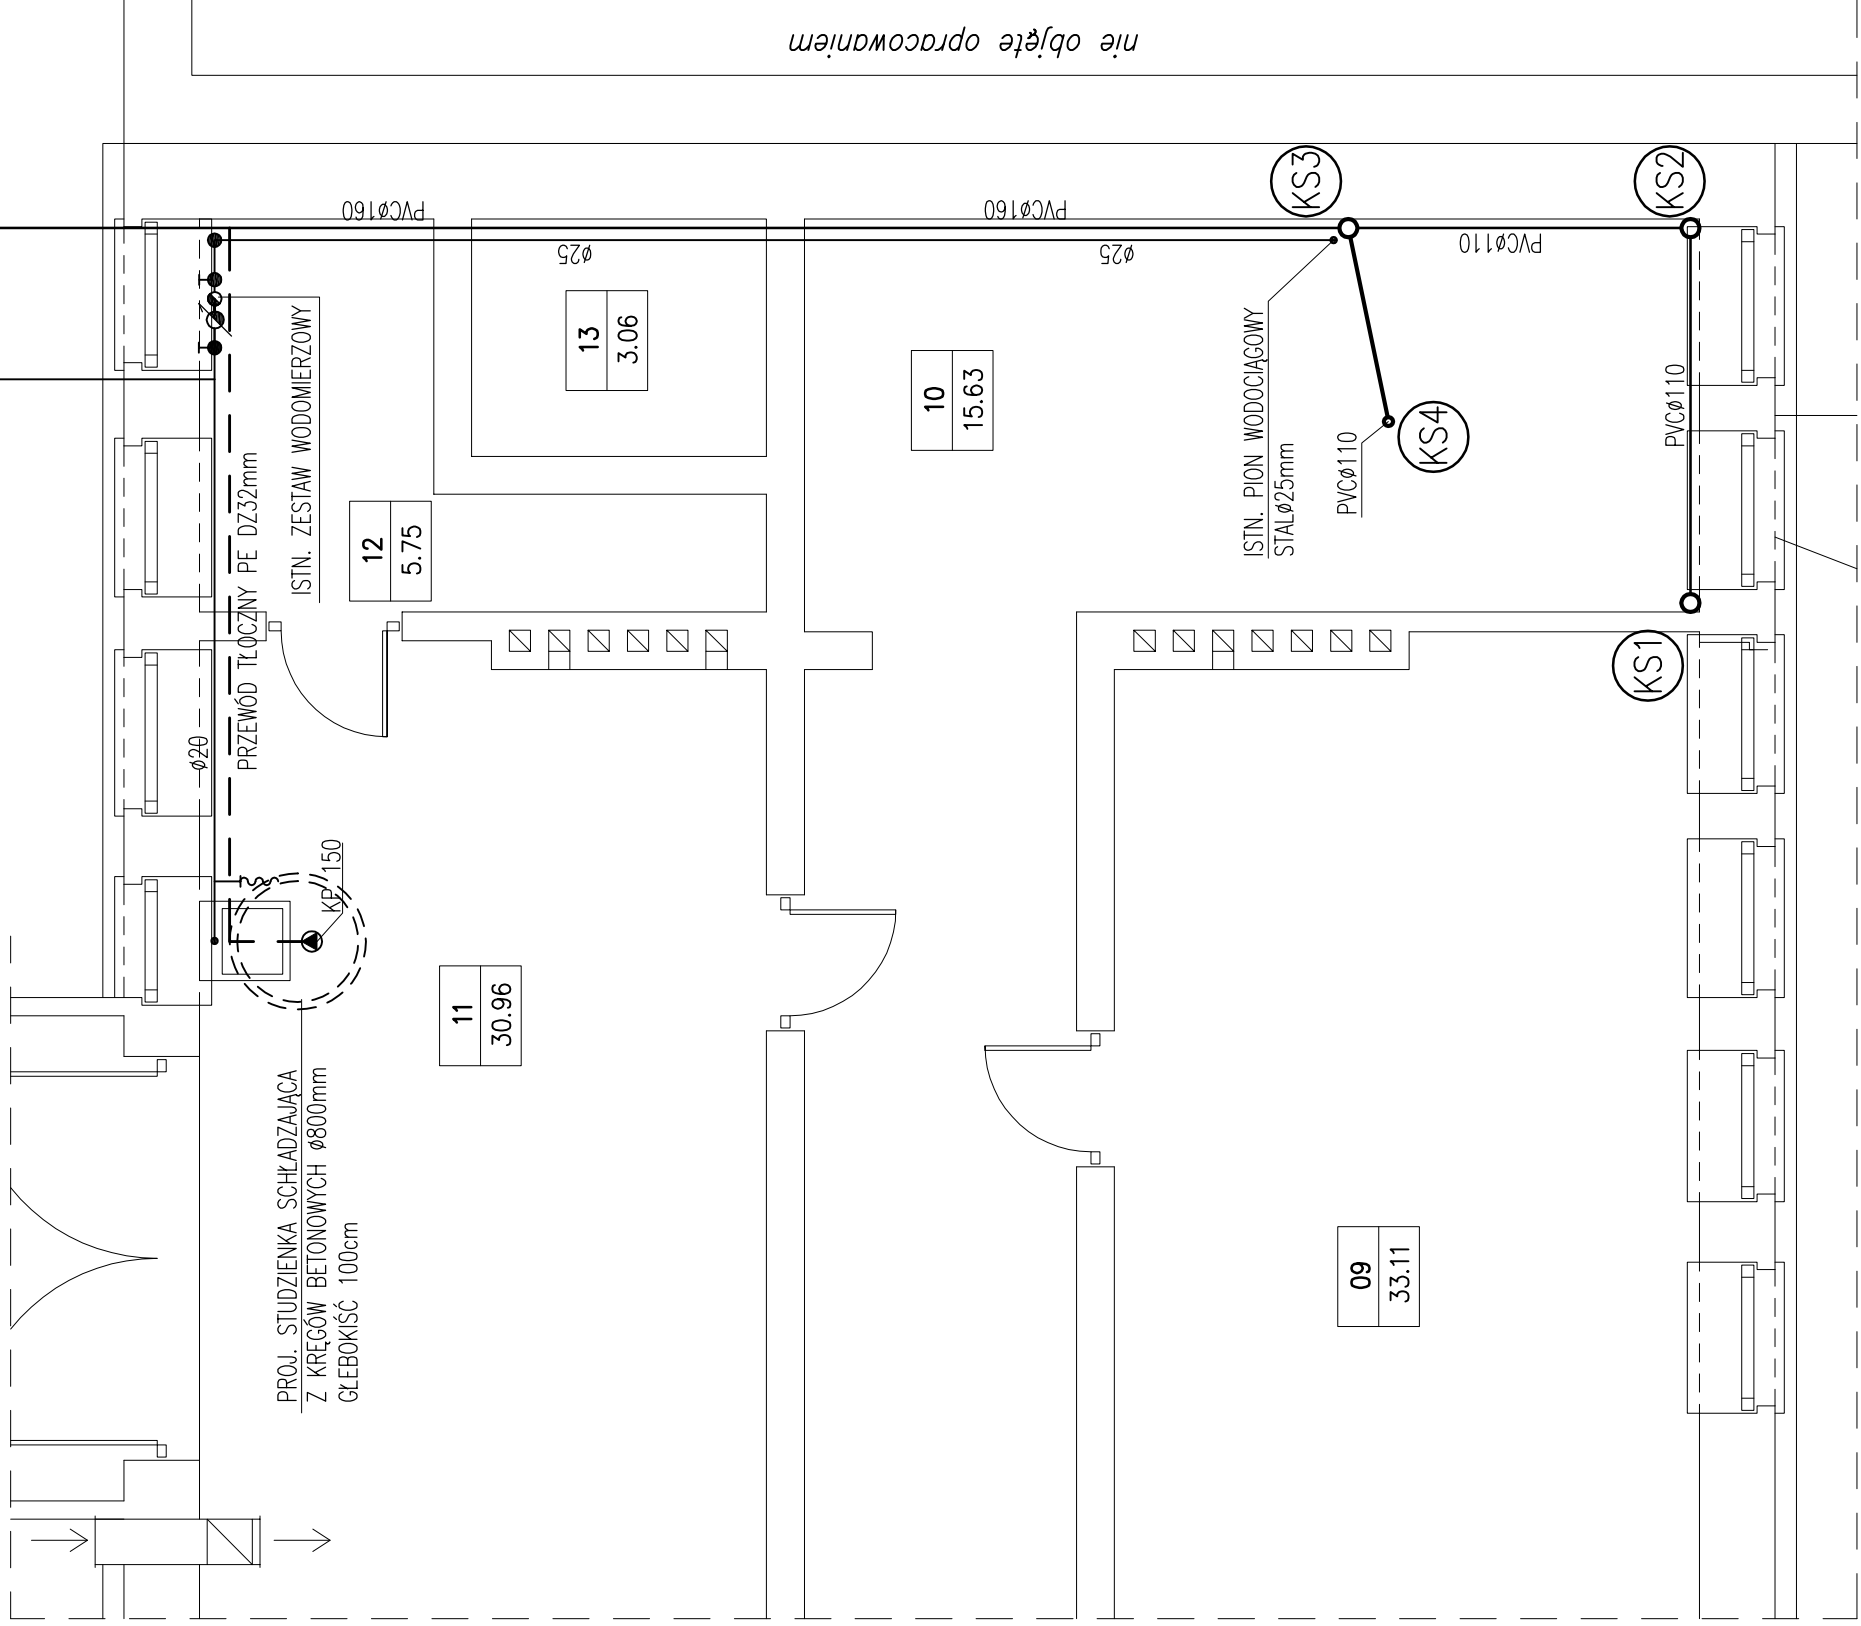 nie objęte opracowaniem
PVCø160
PVCø160
ø25
ø25
PVCø110
KS3
KS2
13
3.06
10
15.63
12
5.75
ISTN. ZESTAW WODOMIERZOWY
PRZEWÓD TŁOCZNY PE DZ32mm
ø20
ISTN. PION WODOCIĄGOWY
STALø25mm
PVCø110
KS4
PVCø110
KS1
KP 150
11
30.96
PROJ. STUDZIENKA SCHŁADZAJĄCA
Z KRĘGÓW BETONOWYCH ø800mm
GŁEBOKIŚĆ 100cm
09
33.11